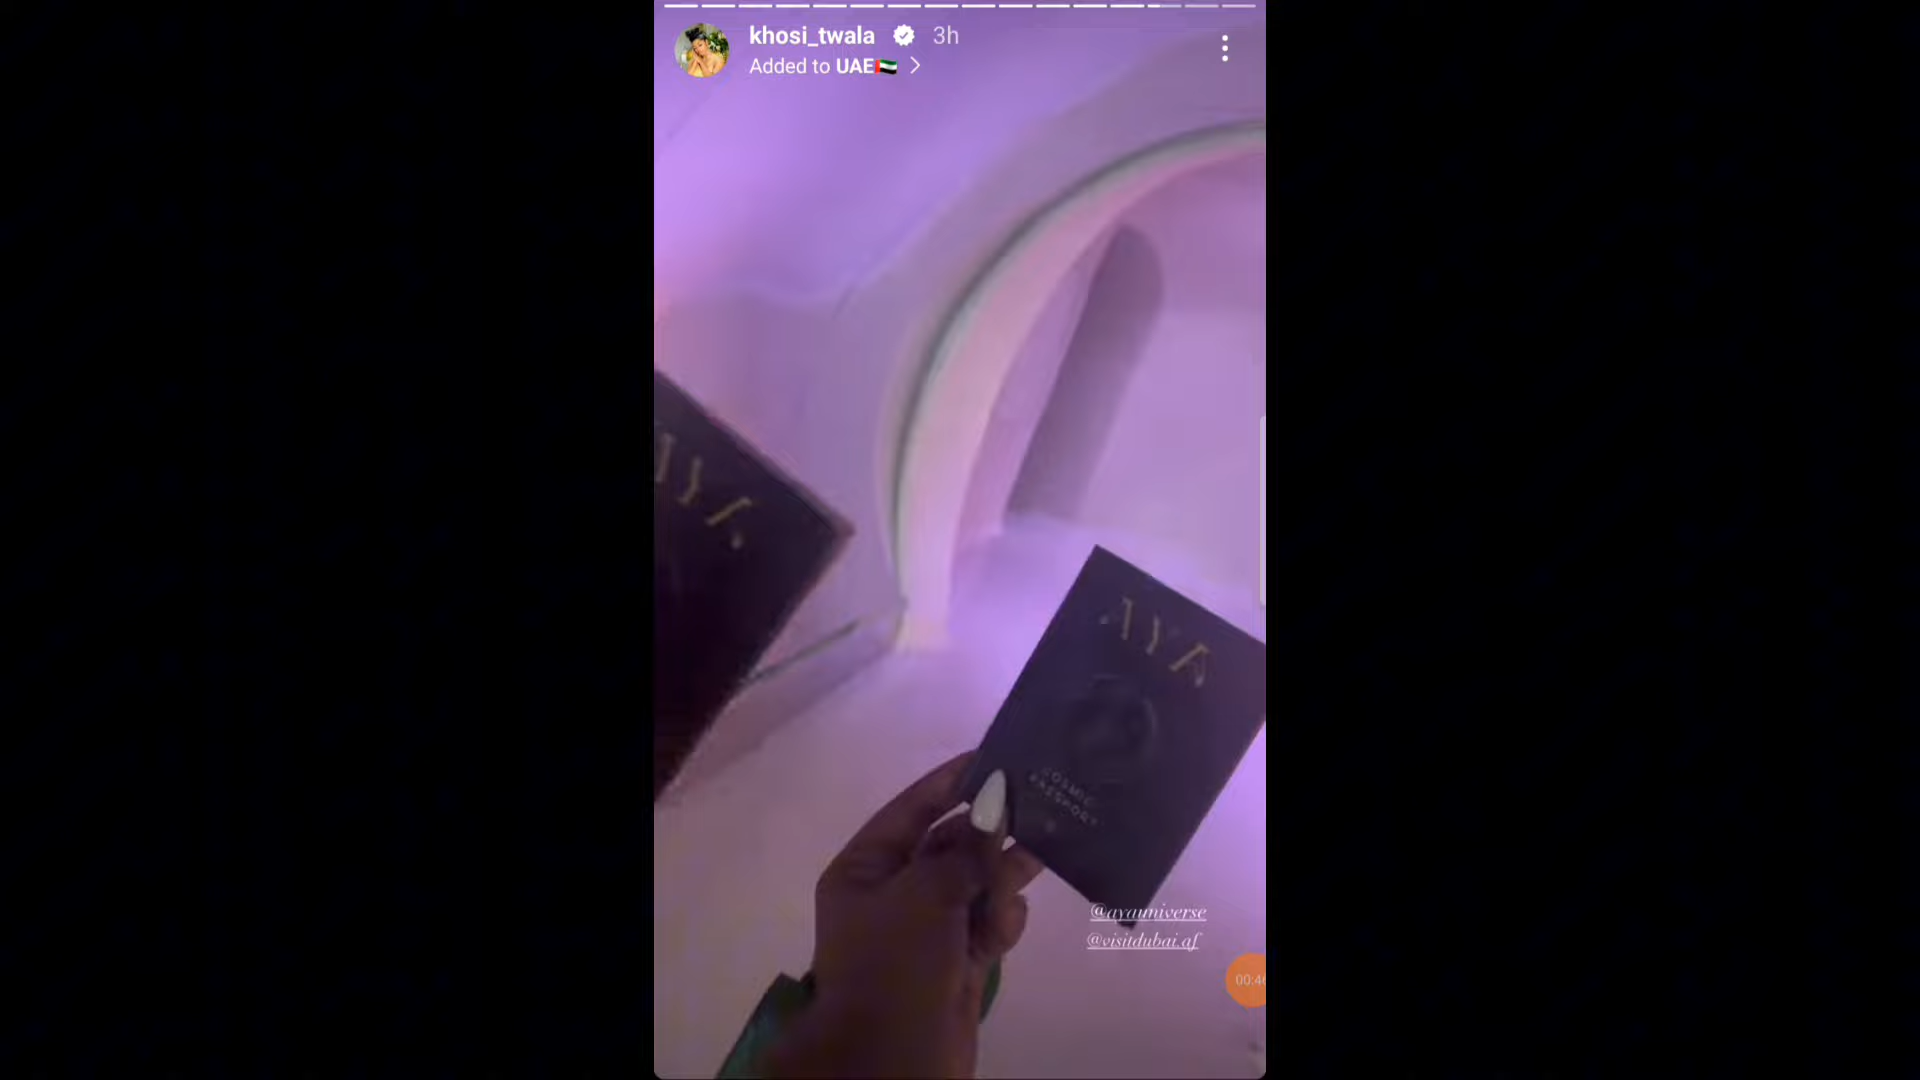 khosi_twala 3h
Added to UAE🇦🇪 >
AYA
AYA
COSMIC
PASSPORT
@ayauniverse
@visitdubai.af